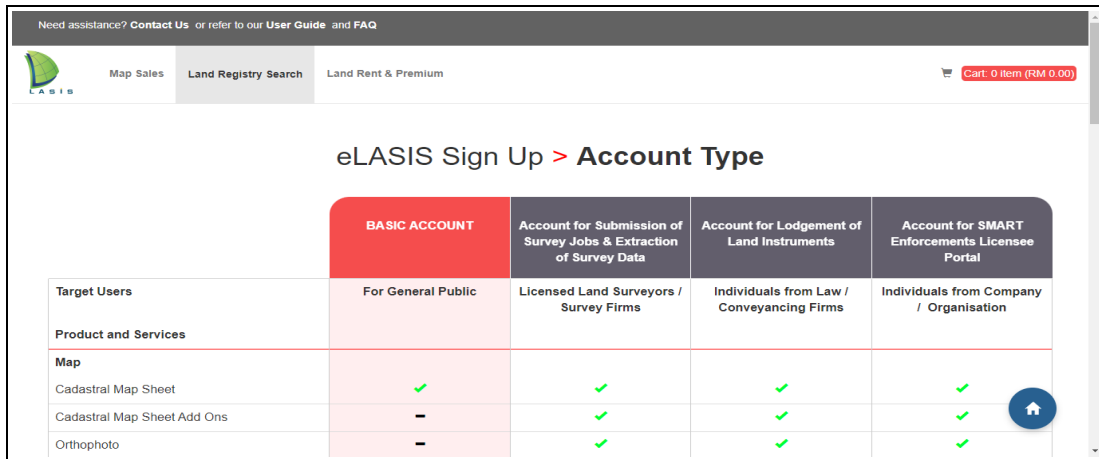 Need assistance? Contact Us or refer to our User Guide and FAQ
LASIS
Map Sales Land Registry Search Land Rent & Premium Cart: 0 item (RM 0.00)
eLASIS Sign Up > Account Type
BASIC ACCOUNT
Account for Submission of
Survey Jobs & Extraction
of Survey Data
Account for Lodgement of
Land Instruments
Account for SMART
Enforcements Licensee
Portal
Target Users
For General Public
Licensed Land Surveyors /
Survey Firms
Individuals from Law /
Conveyancing Firms
Individuals from Company
/ Organisation
Product and Services
Map
Cadastral Map Sheet
Cadastral Map Sheet Add Ons
Orthophoto